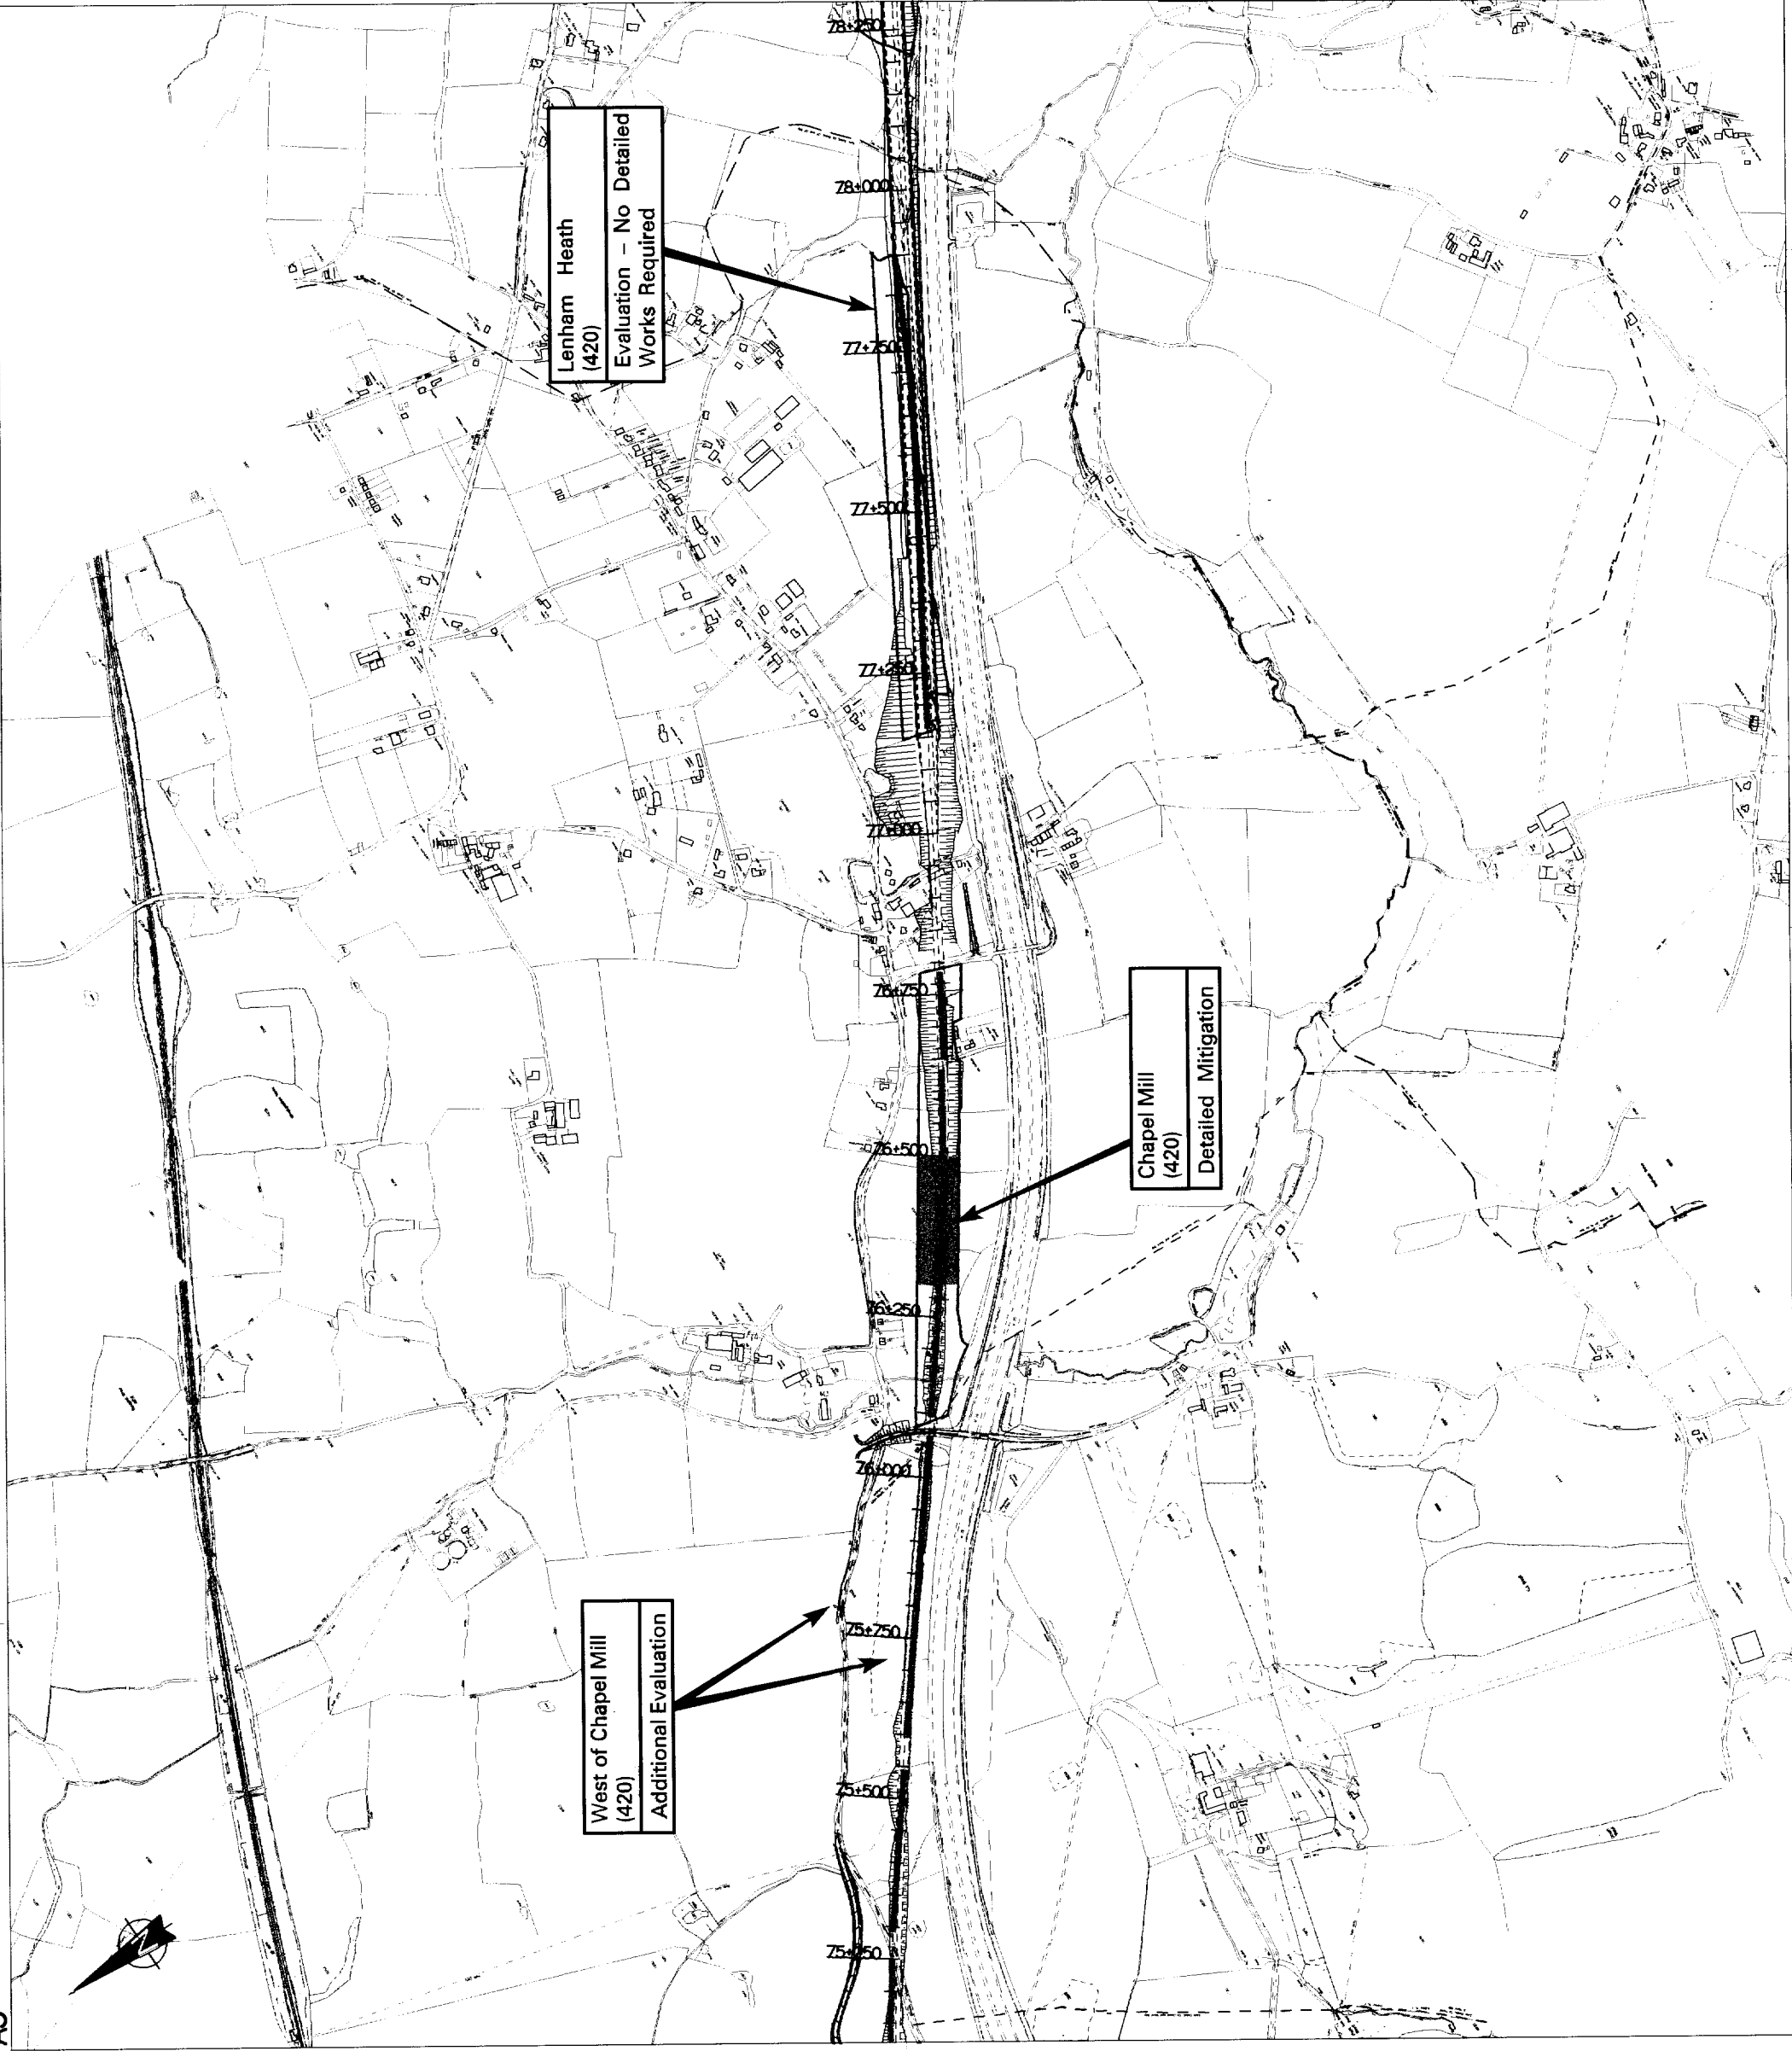 78+250
Lenham Heath
(420)
Evaluation – No Detailed
Works Required
78+000
77+750
77+500
77+250
77+000
76+750
Chapel Mill
(420)
Detailed Mitigation
76+500
76+250
76+000
West of Chapel Mill
(420)
Additional Evaluation
75+750
75+500
75+250